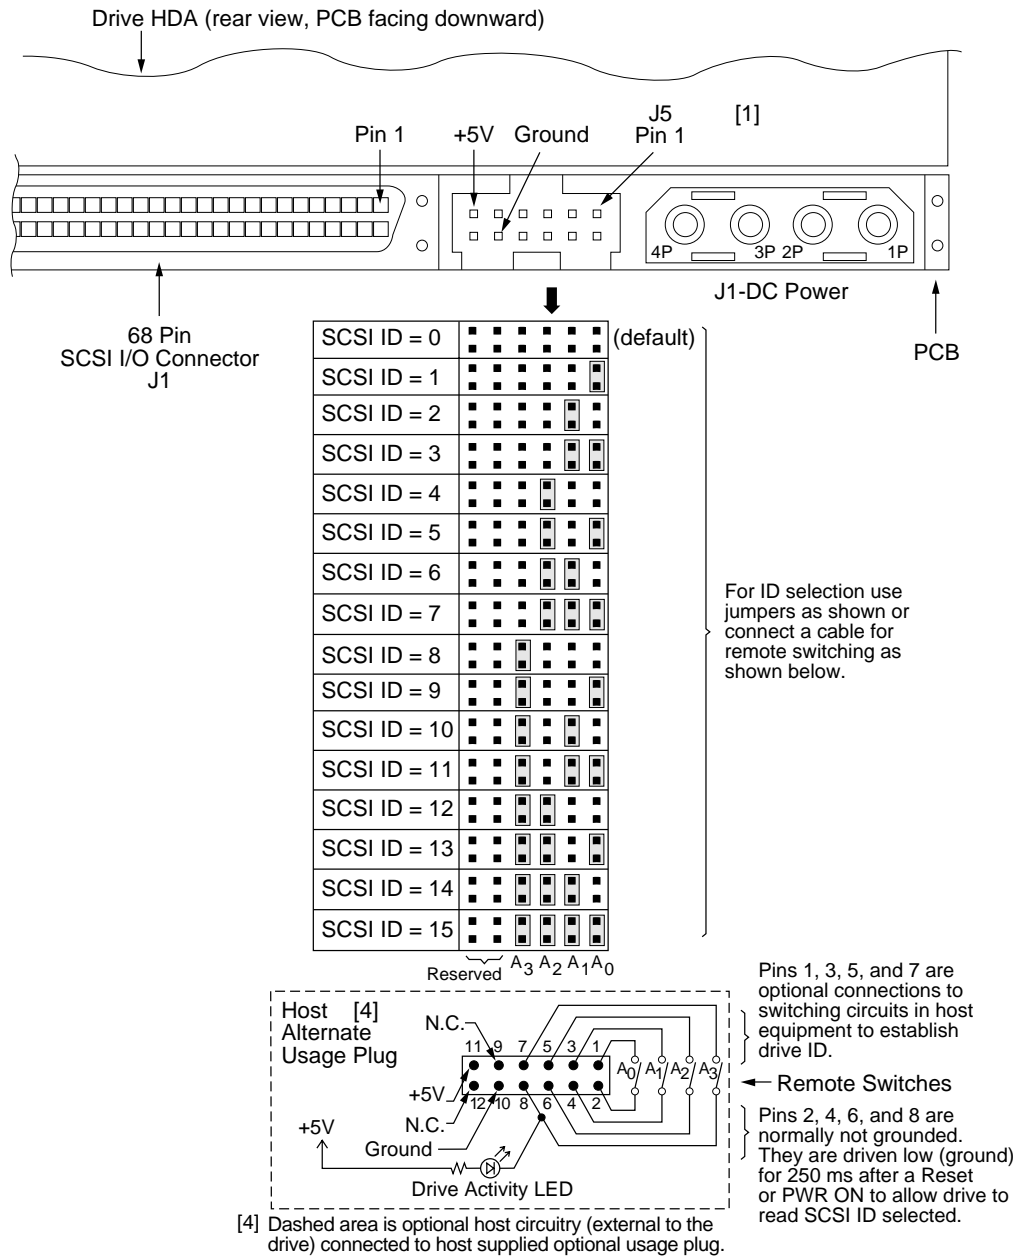 Drive HDA (rear view, PCB facing downward)
J5 [1]
Pin 1 +5V Ground Pin 1
4P 3P 2P 1P
J1-DC Power
68 Pin
SCSI I/O Connector
J1
PCB
SCSI ID = 0 (default)
SCSI ID = 1
SCSI ID = 2
SCSI ID = 3
SCSI ID = 4
SCSI ID = 5
SCSI ID = 6
SCSI ID = 7
SCSI ID = 8
SCSI ID = 9
SCSI ID = 10
SCSI ID = 11
SCSI ID = 12
SCSI ID = 13
SCSI ID = 14
SCSI ID = 15
For ID selection use
jumpers as shown or
connect a cable for
remote switching as
shown below.
Reserved A3 A2 A1 A0
Host [4]
Alternate
Usage Plug
N.C.
11 9 7 5 3 1
A0 A1 A2 A3
+5V
12 10 8 6 4 2
N.C.
Ground
+5V
Drive Activity LED
Pins 1, 3, 5, and 7 are
optional connections to
switching circuits in host
equipment to establish
drive ID.
Remote Switches
Pins 2, 4, 6, and 8 are
normally not grounded.
They are driven low (ground)
for 250 ms after a Reset
or PWR ON to allow drive to
read SCSI ID selected.
[4] Dashed area is optional host circuitry (external to the
drive) connected to host supplied optional usage plug.